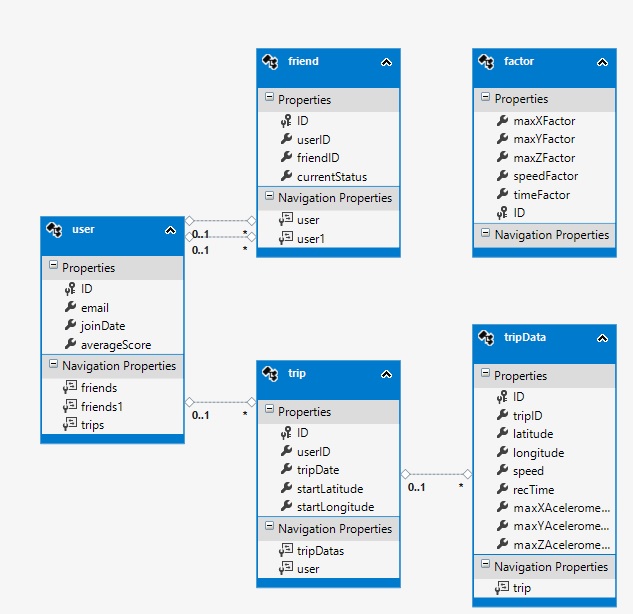 friend
Properties
ID
userID
friendID
currentStatus
Navigation Properties
user
user1
factor
Properties
maxXFactor
maxYFactor
maxZFactor
speedFactor
timeFactor
ID
Navigation Properties
user
Properties
ID
email
joinDate
averageScore
Navigation Properties
friends
friends1
trips
0..1 *
0..1 *
0..1 *
trip
Properties
ID
userID
tripDate
startLatitude
startLongitude
Navigation Properties
tripDatas
user
0..1 *
tripData
Properties
ID
tripID
latitude
longitude
speed
recTime
maxXAcelerome...
maxYAcelerome...
maxZAcelerome...
Navigation Properties
trip